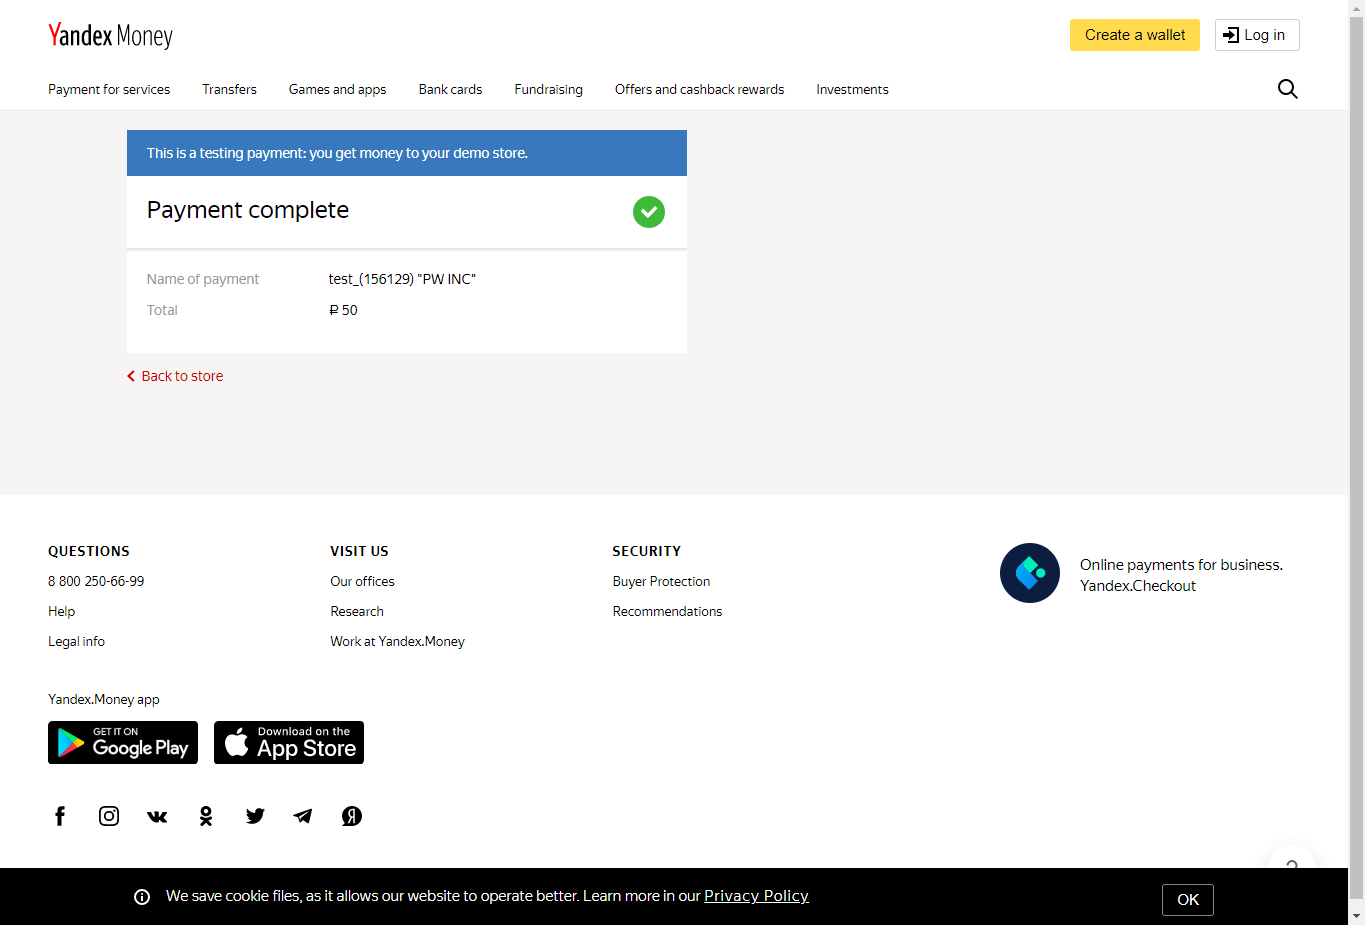 Yandex Money
Create a wallet
Log in
Payment for services Transfers Games and apps Bank cards Fundraising Offers and cashback rewards Investments
This is a testing payment: you get money to your demo store.
Payment complete
Name of payment test_(156129) "PW INC"
Total ₽ 50
Back to store
QUESTIONS
8 800 250-66-99
Help
Legal info
VISIT US
Our offices
Research
Work at Yandex.Money
SECURITY
Buyer Protection
Recommendations
Online payments for business.
Yandex.Checkout
Yandex.Money app
GET IT ON
Google Play
Download on the
App Store
We save cookie files, as it allows our website to operate better. Learn more in our Privacy Policy
OK